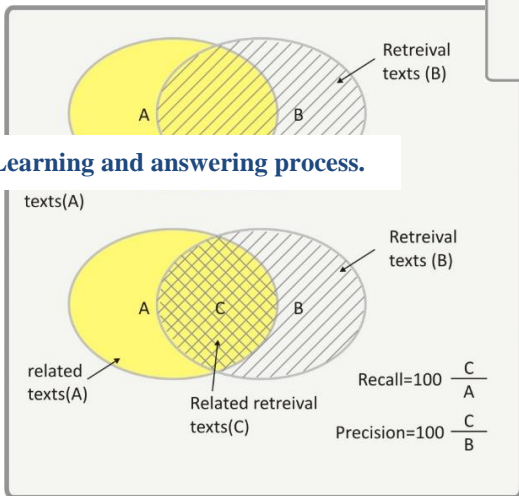 Retreival
texts (B)
A B
Learning and answering process.
texts(A)
Retreival
texts (B)
A C B
related
texts(A)
Related retreival
texts(C)
Recall=100 C
A
Precision=100 C
B